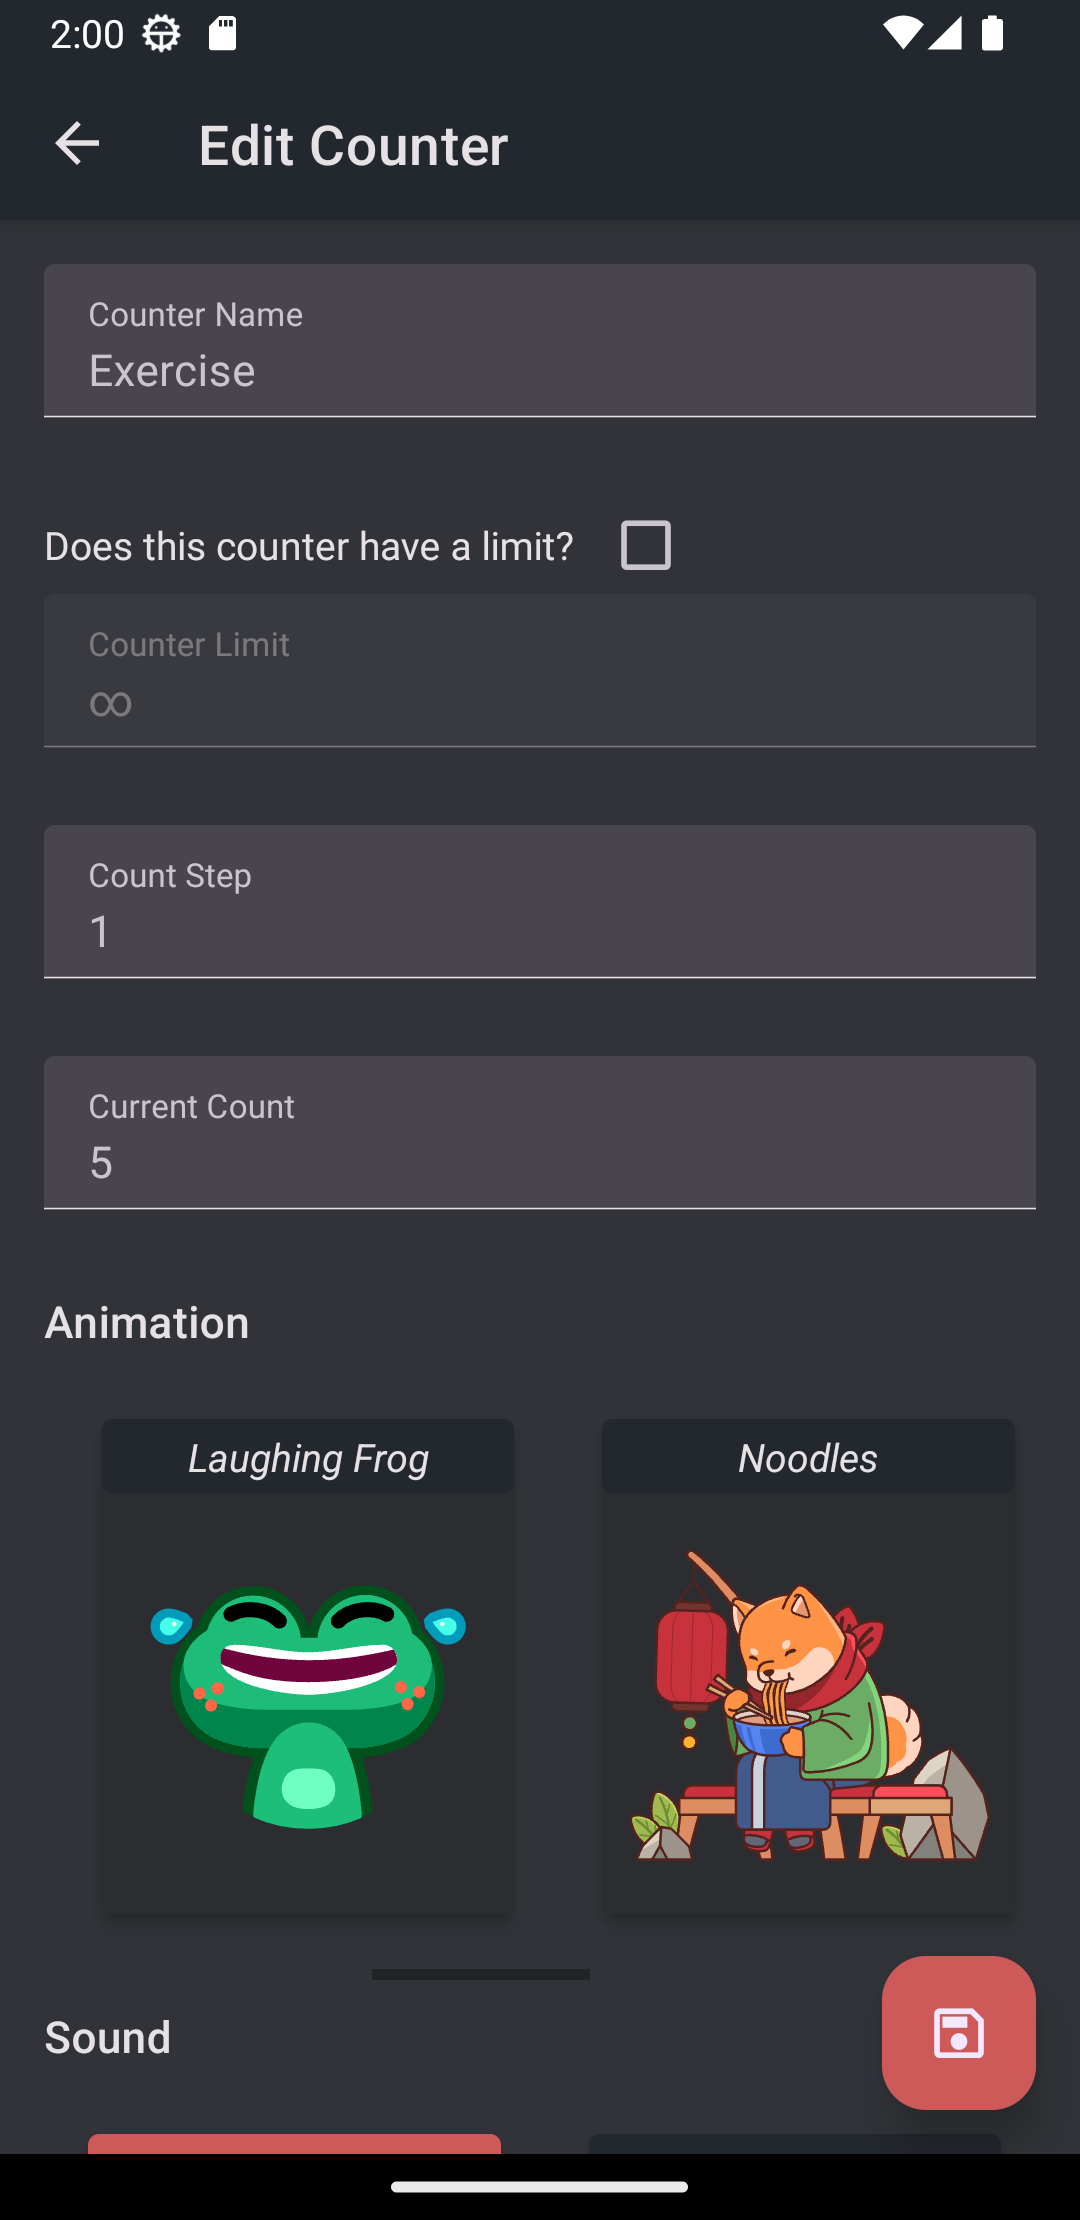 2:00
Edit Counter
Counter Name
Exercise
Does this counter have a limit?
Counter Limit
∞
Count Step
1
Current Count
5
Animation
Laughing Frog
Noodles
Sound